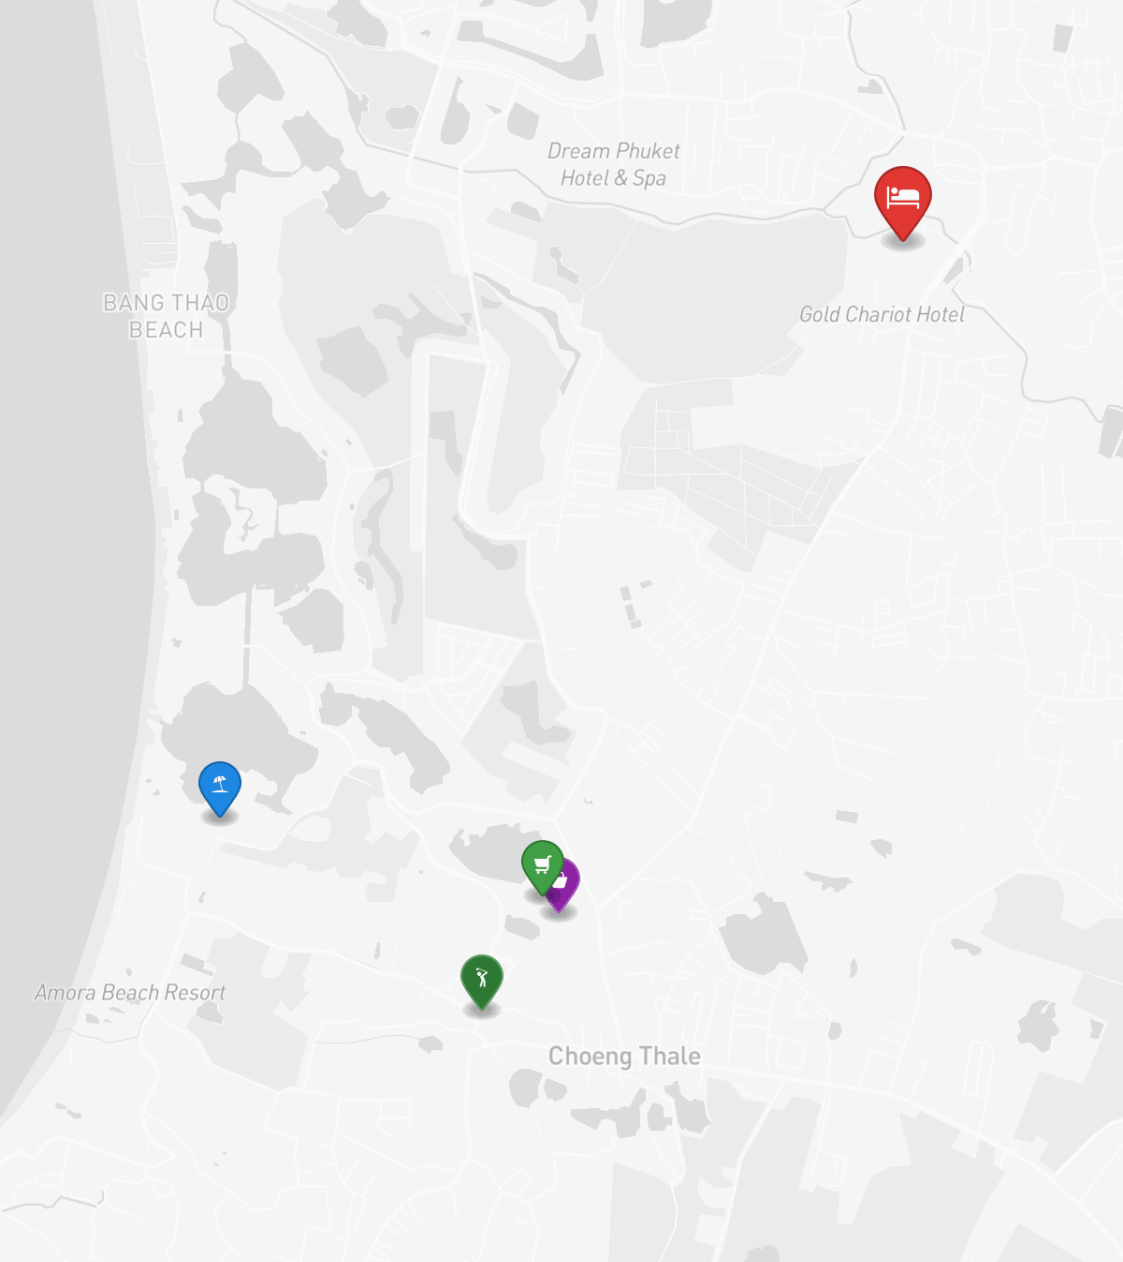 Dream Phuket
Hotel & Spa
BANG THAO
BEACH
Gold Chariot Hotel
Amora Beach Resort
Choeng Thale